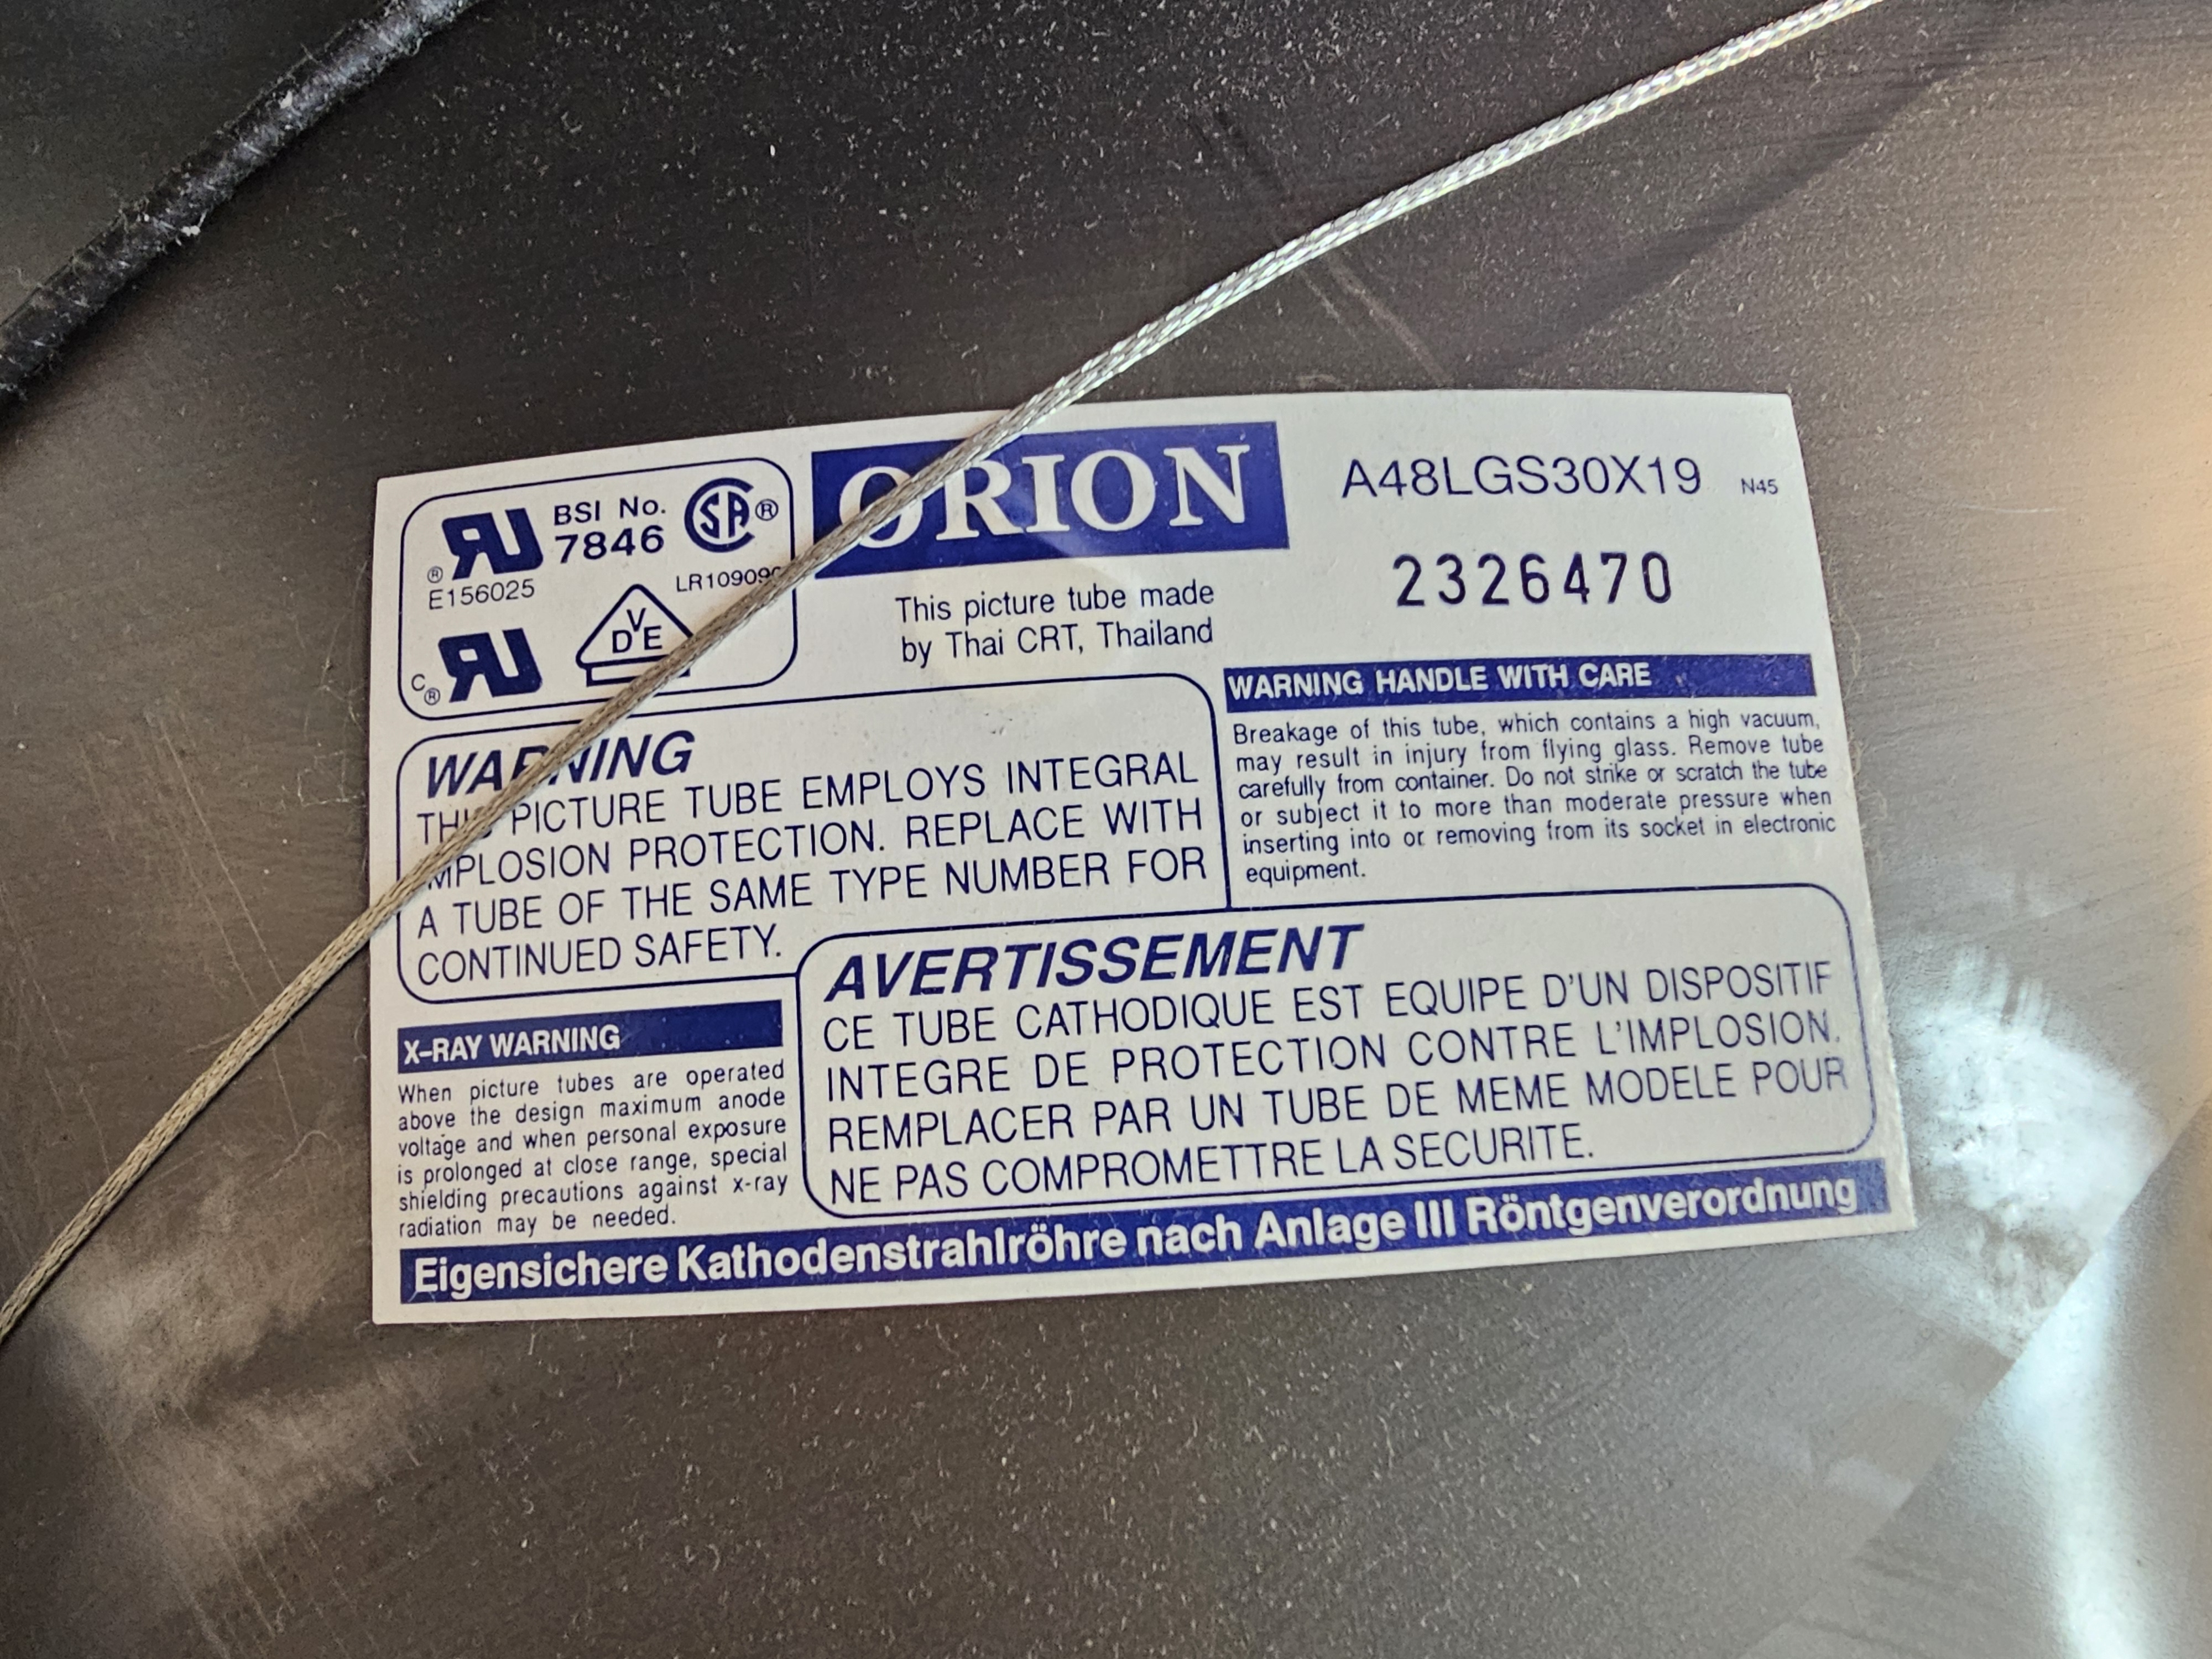 BSI No.
7846
E156025
ORION
A48LGS30X19 N45
2326470
VDE
This picture tube made
by Thai CRT, Thailand
WARNING
THIS PICTURE TUBE EMPLOYS INTEGRAL
IMPLOSION PROTECTION. REPLACE WITH
A TUBE OF THE SAME TYPE NUMBER FOR
CONTINUED SAFETY.
WARNING HANDLE WITH CARE
Breakage of this tube, which contains a high vacuum,
may result in injury from flying glass. Remove tube
carefully from container. Do not strike or scratch the tube
or subject it to more than moderate pressure when
inserting into or removing from its socket in electronic
equipment.
X-RAY WARNING
When picture tubes are operated
above the design maximum anode
voltage and when personal exposure
is prolonged at close range, special
shielding precautions against x-ray
radiation may be needed.
AVERTISSEMENT
CE TUBE CATHODIQUE EST EQUIPE D'UN DISPOSITIF
INTEGRE DE PROTECTION CONTRE L'IMPLOSION.
REMPLACER PAR UN TUBE DE MEME MODELE POUR
NE PAS COMPROMETTRE LA SECURITE.
Eigensichere Kathodenstrahlröhre nach Anlage III Röntgenverordnung